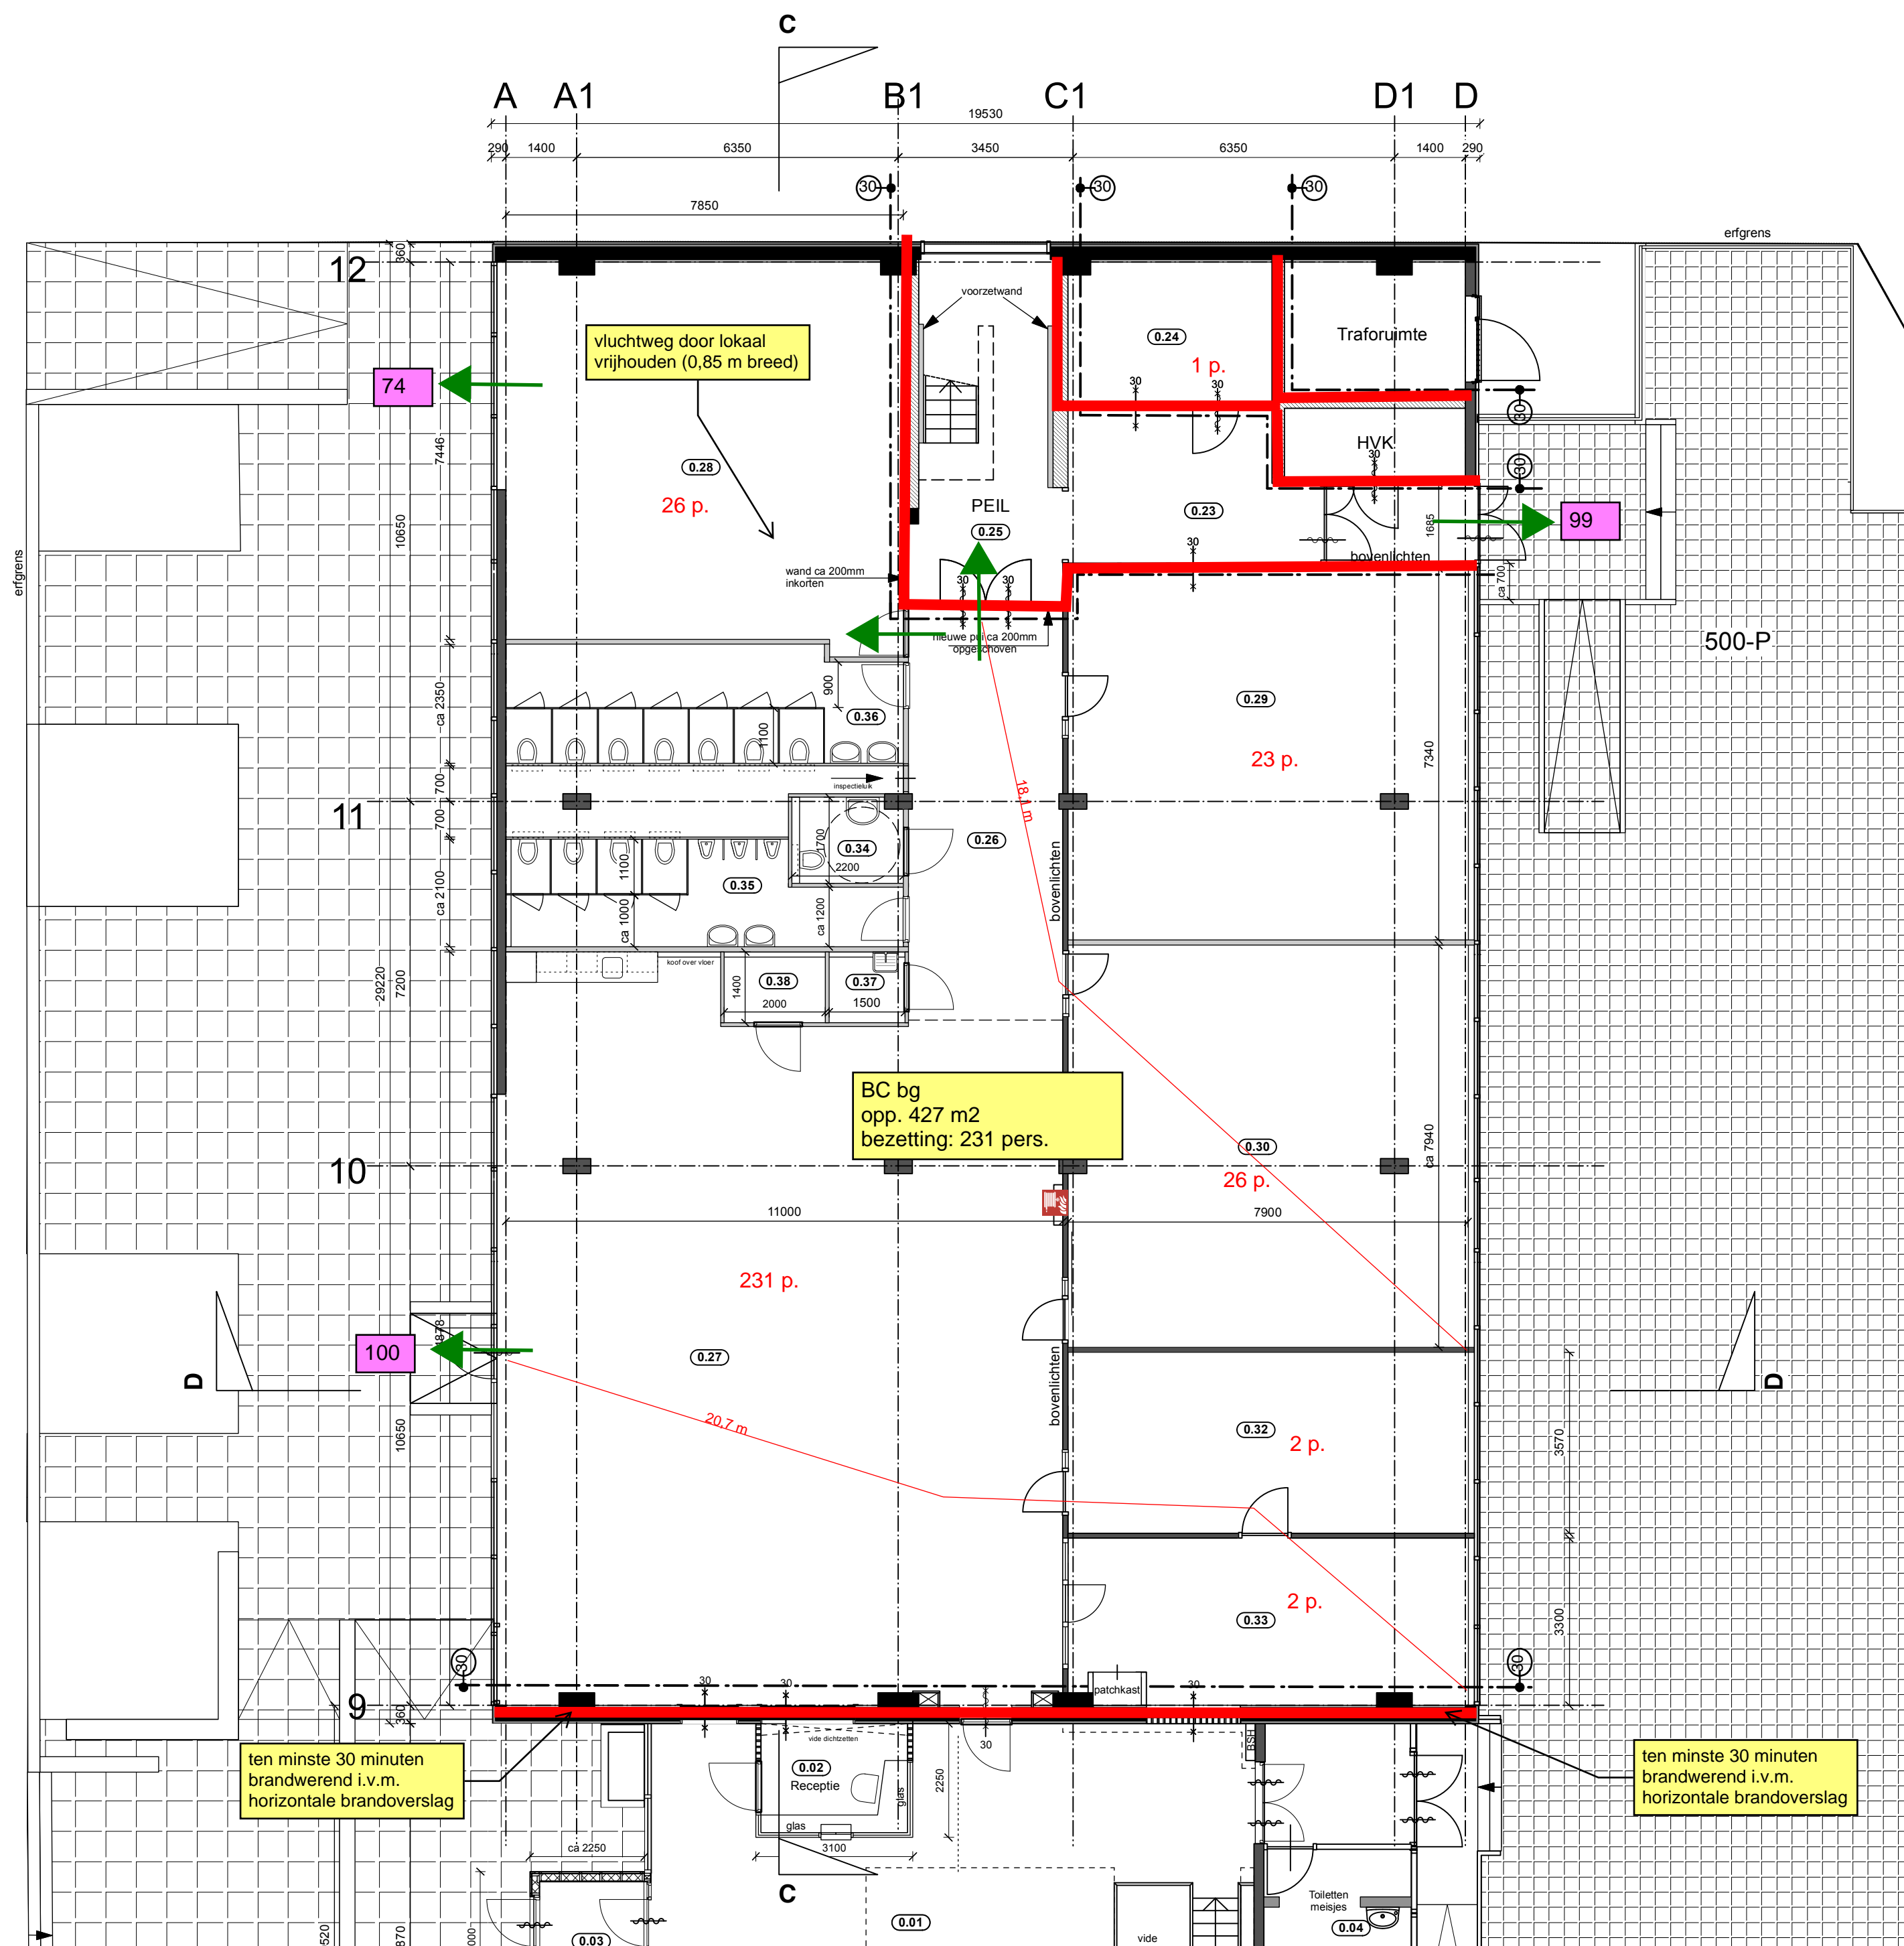 C
A A1 B1 C1 D1 D
19530
290 1400 6350 3450 6350 1400 290
30 30 30
7850
erfgrens
12
360
voorzetwand
vluchtweg door lokaal
vrijhouden (0,85 m breed)
0.24
1 p.
Traforuimte
74
30 30
30
7446
HVK
30
30
0.28
26 p.
PEIL
0.25
0.23
1685
99
10650
erfgrens
30
bovenlichten
wand ca 200mm
inkorten
30 30
ca 700
nieuwe pui ca 200mm
opgeschoven
500-P
ca 2350
900
0.36
0.29
1100
23 p.
7340
700
inspectieluik
18.1 m
11
700
1700
0.34
2200
0.26
1100
0.35
bovenlichten
ca 2100
ca 1000
ca 1200
koof over vloer
0.38
0.37
1400
2000
1500
29220
7200
BC bg
opp. 427 m2
bezetting: 231 pers.
0.30
ca 7940
10
26 p.
11000
7900
231 p.
4878
100
0.27
D
D
bovenlichten
20.7 m
10650
0.32
2 p.
3570
2 p.
0.33
3300
30
30
30 30
30
patchkast
9
360
ten minste 30 minuten
brandwerend i.v.m.
horizontale brandoverslag
vide dichtzetten
30
BSH
0.02
Receptie
2250
glas
glas
ten minste 30 minuten
brandwerend i.v.m.
horizontale brandoverslag
ca 2250
3100
C
Toiletten
meisjes
0.01
0.04
0.03
vide
520
870
000